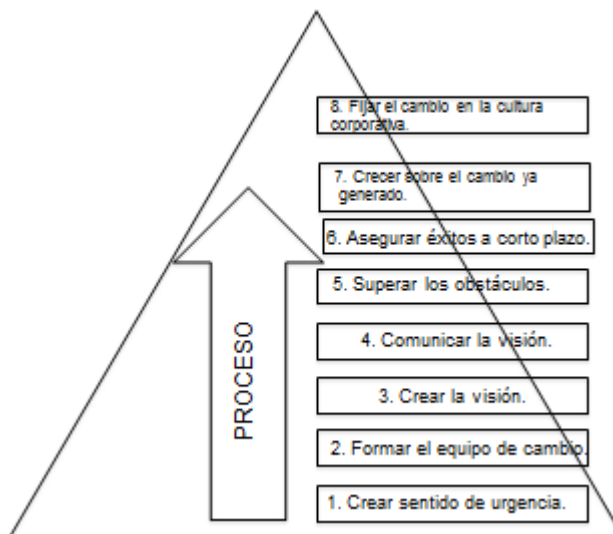 8. Fijar el cambio en la cultura
corporativa.
7. Crecer sobre el cambio ya
generado.
6. Asegurar éxitos a corto plazo.
5. Superar los obstáculos.
4. Comunicar la visión.
3. Crear la visión.
2. Formar el equipo de cambio.
1. Crear sentido de urgencia.
PROCESO